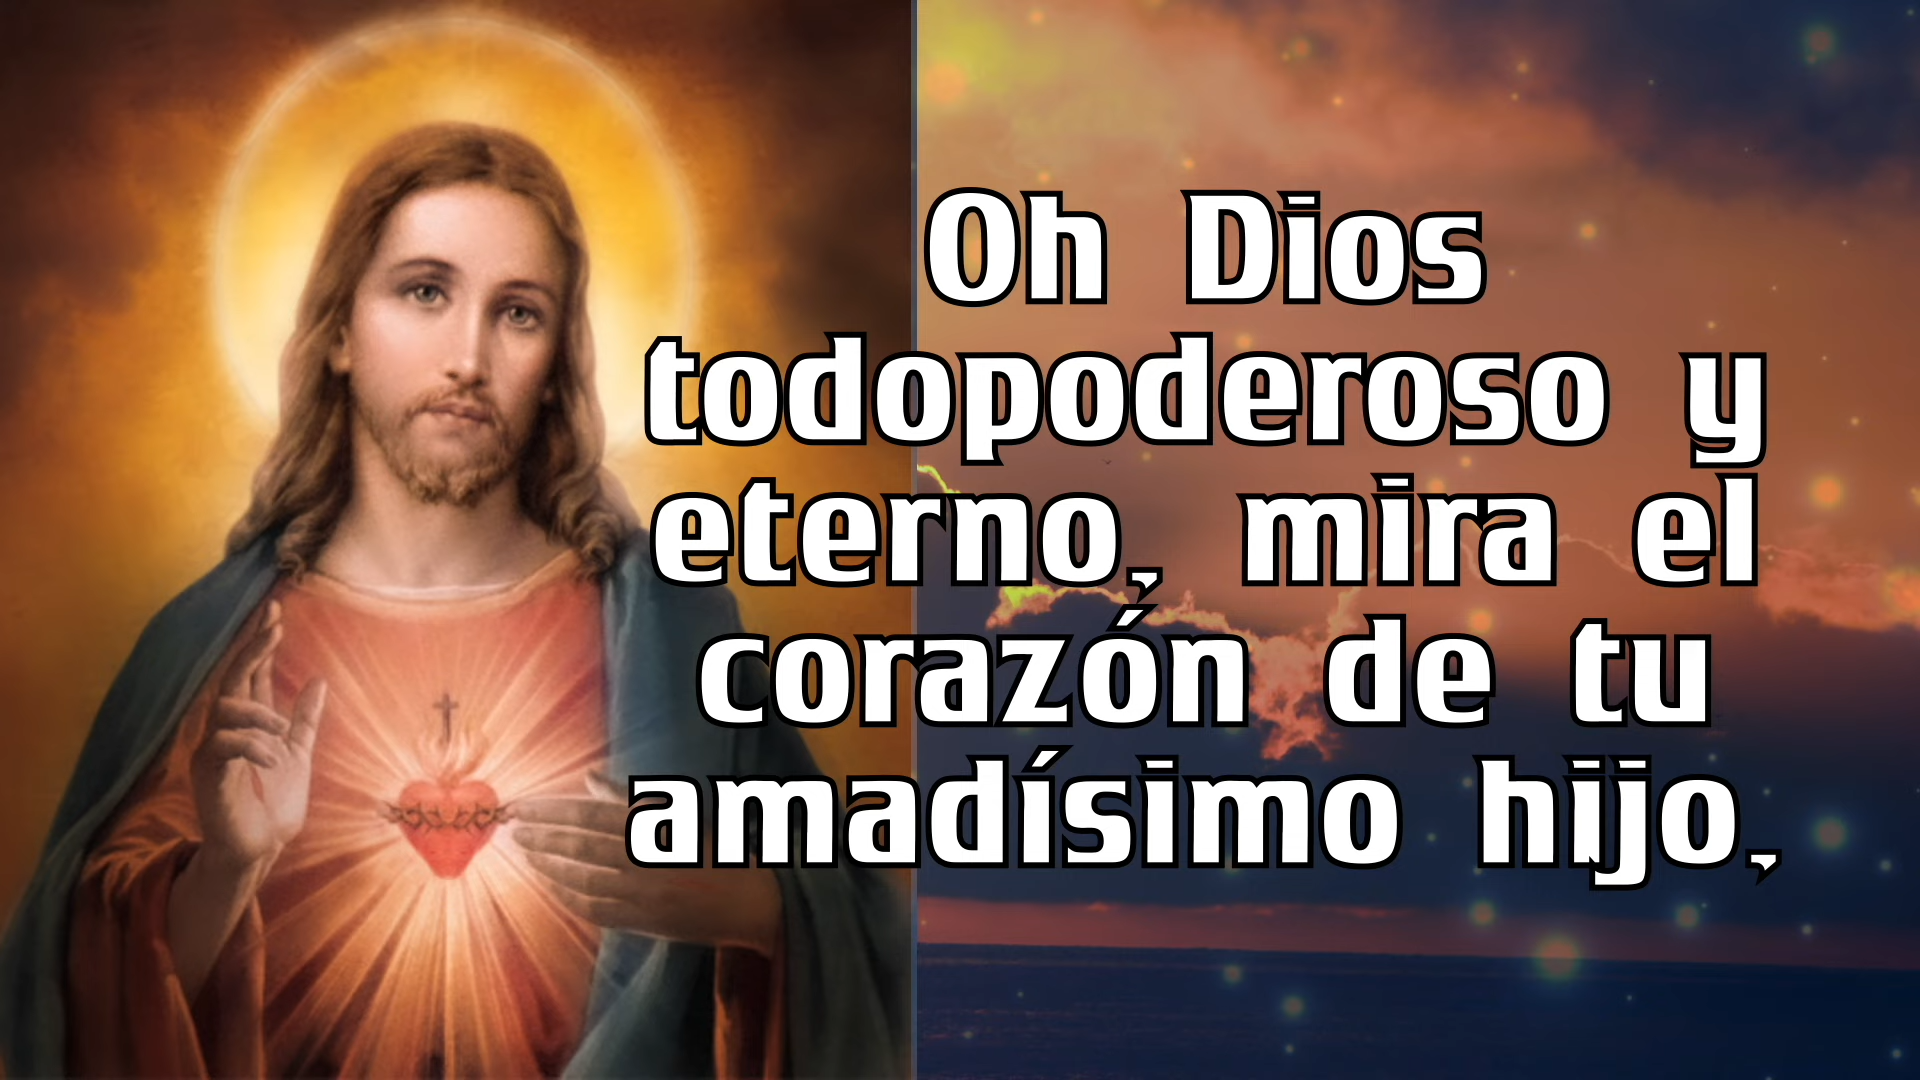 Oh Dios
todopoderoso y
eterno, mira el
corazón de tu
amadísimo hijo,